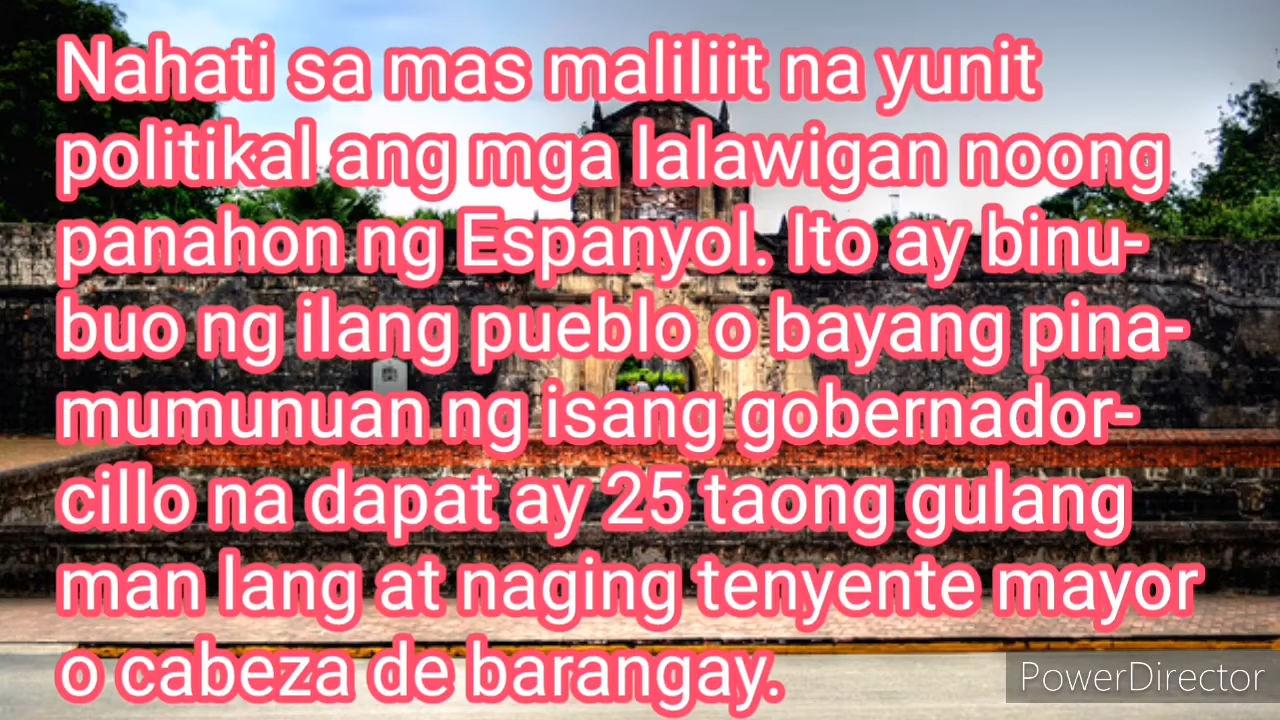 Nahati sa mas maliliit na yunit
politikal ang mga lalawigan noong
panahon ng Espanyol. Ito ay binu-
buo ng ilang pueblo o bayang pina-
mumunuan ng isang gobernador-
cillo na dapat ay 25 taong gulang
man lang at naging tenyente mayor
o cabeza de barangay.
PowerDirector